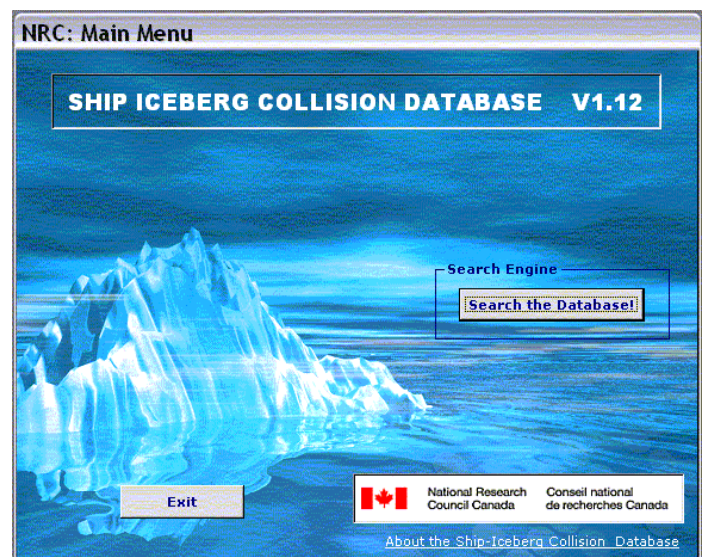 NRC: Main Menu
SHIP ICEBERG COLLISION DATABASE V1.12
Search Engine
Search the Database!
Exit
National Research Council Canada
Conseil national de recherches Canada
About the Ship-Iceberg Collision Database